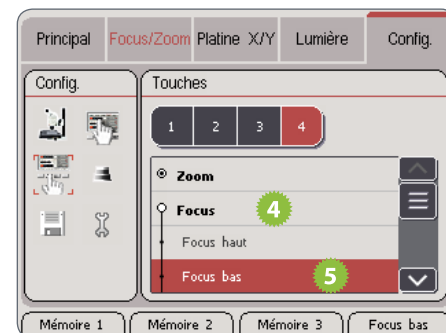 Principal Focus/Zoom Platine X/Y Lumière Config.
Config.
Touches
1 2 3 4
Zoom
Focus 4
Focus haut
Focus bas 5
Mémoire 1 Mémoire 2 Mémoire 3 Focus bas